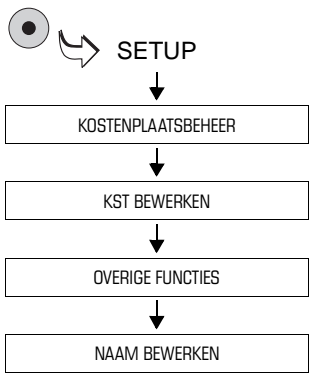 SETUP
KOSTENPLAATSBEHEER
KST BEWERKEN
OVERIGE FUNCTIES
NAAM BEWERKEN